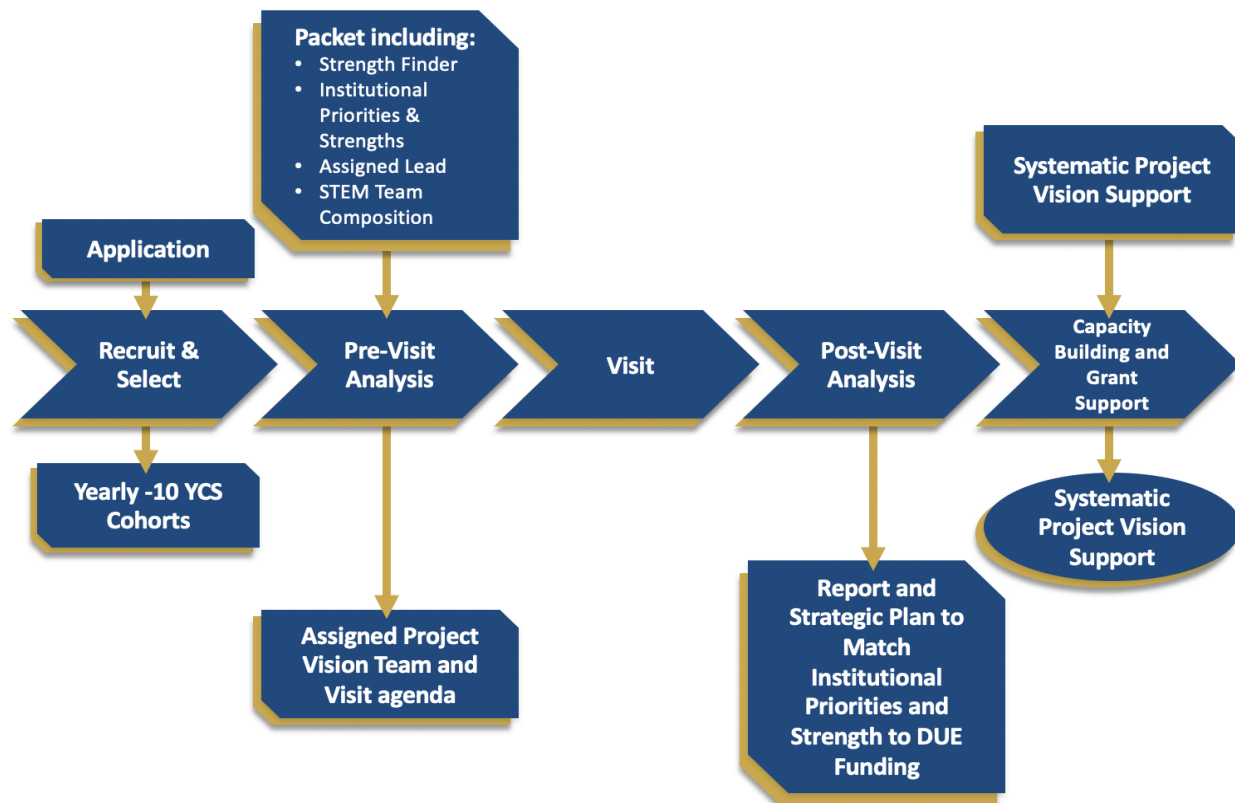 Packet including:
• Strength Finder
• Institutional
Priorities &
Strengths
• Assigned Lead
• STEM Team
Composition
Systematic Project
Vision Support
Application
Recruit &
Select
Pre-Visit
Analysis
Visit
Post-Visit
Analysis
Capacity
Building and
Grant
Support
Yearly -10 YCS
Cohorts
Systematic
Project Vision
Support
Assigned Project
Vision Team and
Visit agenda
Report and
Strategic Plan to
Match
Institutional
Priorities and
Strength to DUE
Funding